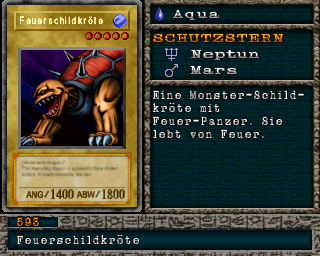 Feuerschildkröte
ANG/1400 ABW/1800
Aqua
SCHUTZSTERN
Neptun
Mars
Eine Monster-Schild-
kröte mit
Feuer-Panzer. Sie
lebt von Feuer.
593
Feuerschildkröte